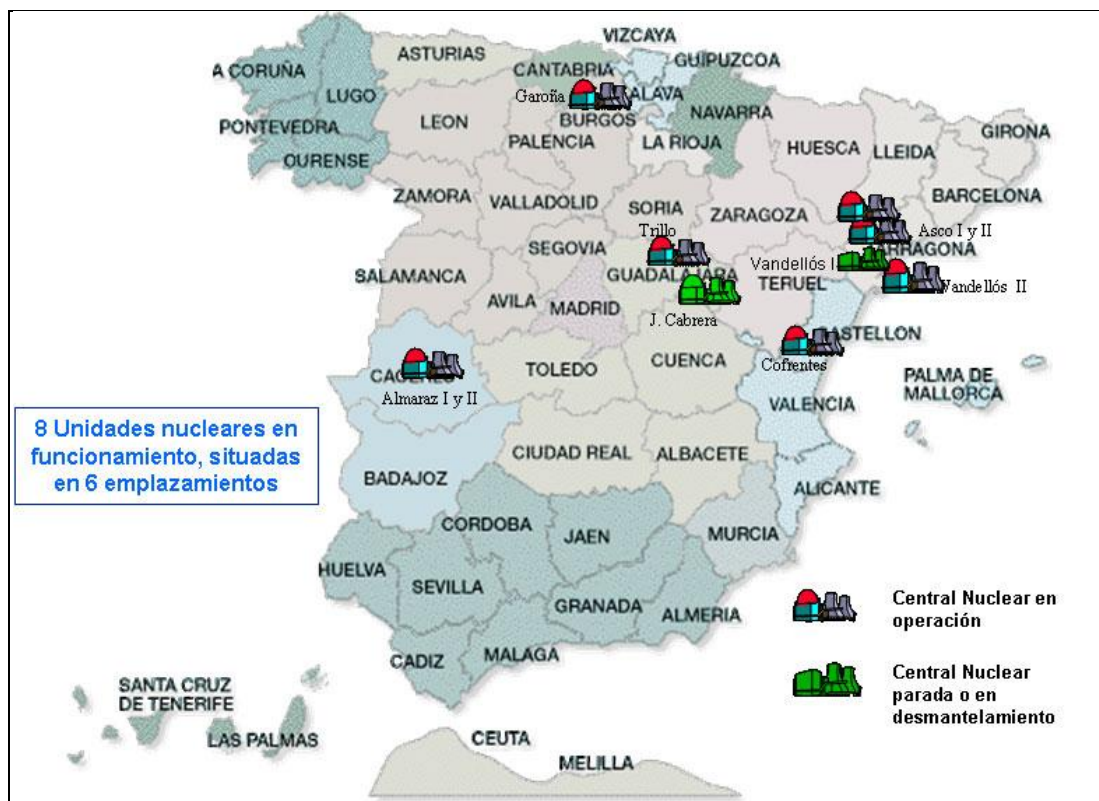 VIZCAYA
ASTURIAS
GUIPUZCOA
CANTABRIA
A CORUÑA
LUGO
Garoña
ALAVA
NAVARRA
PONTEVEDRA
LEON
BURGOS
PALENCIA
LA RIOJA
HUESCA
LLEIDA
GIRONA
OURENSE
ZAMORA
VALLADOLID
SORIA
ZARAGOZA
BARCELONA
Trillo
Asco I y II
SEGOVIA
TARRAGONA
SALAMANCA
GUADALAJARA
Vandellós I
TERUEL
Vandellós II
AVILA
MADRID
J. Cabrera
CASTELLON
CACERES
TOLEDO
CUENCA
Cofrentes
PALMA DE
MALLORCA
Almaraz I y II
VALENCIA
8 Unidades nucleares en
funcionamiento, situadas
en 6 emplazamientos
CIUDAD REAL
ALBACETE
BADAJOZ
ALICANTE
CORDOBA
JAEN
MURCIA
HUELVA
SEVILLA
GRANADA
ALMERIA
Central Nuclear en
operación
CADIZ
MALAGA
Central Nuclear
parada o en
desmantelamiento
SANTA CRUZ
DE TENERIFE
LAS PALMAS
CEUTA
MELILLA